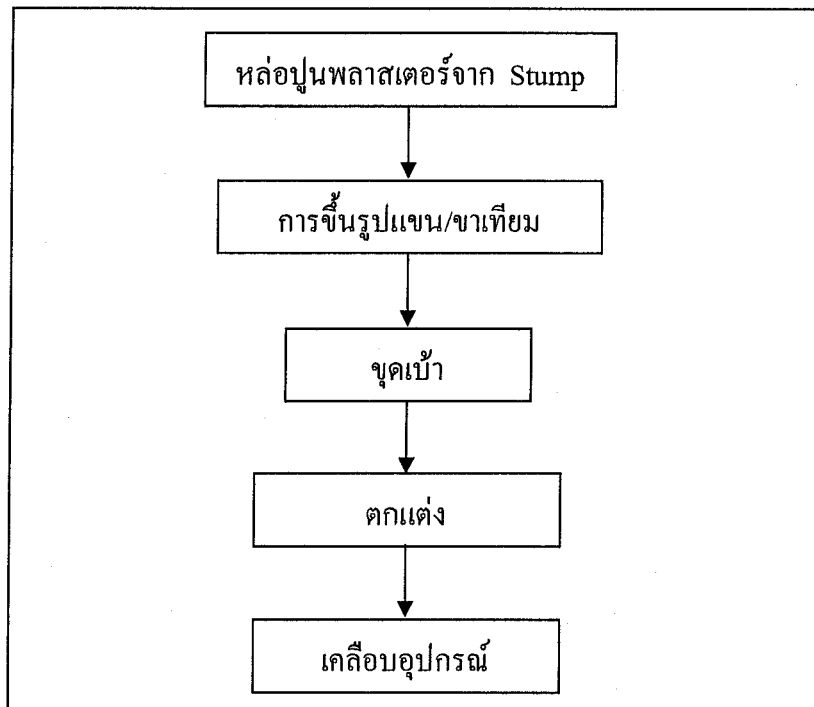 หล่อปูนพลาสเตอร์จาก Stump
การขึ้นรูปแขน/ขาเทียม
ขุดเบ้า
ตกแต่ง
เคลือบอุปกรณ์